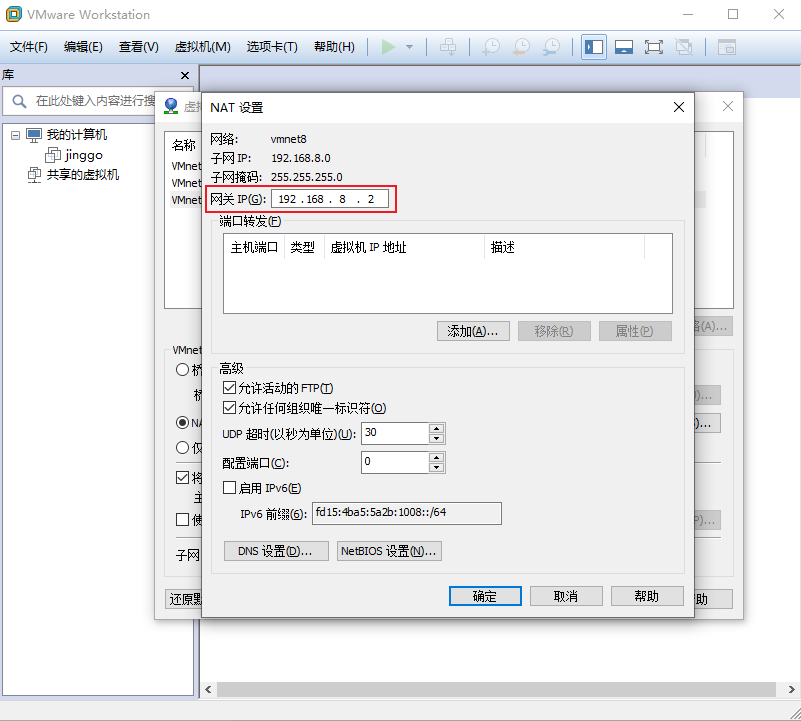 VMware Workstation
文件(F) 编辑(E) 查看(V) 虚拟机(M) 选项卡(T) 帮助(H)
库
在此处键入内容进行搜
我的计算机
jinggo
共享的虚拟机
虚拟
名称
VMnet
VMnet
VMnet
VMnet
NA
仅
将
主
使
子网
还原默
NAT 设置
网络: vmnet8
子网 IP: 192.168.8.0
子网掩码: 255.255.255.0
网关 IP(G): 192 . 168 . 8 . 2
端口转发(F)
主机端口 类型 虚拟机 IP 地址 描述
添加(A)... 移除(R) 属性(P)
高级
允许活动的 FTP(T)
允许任何组织唯一标识符(O)
UDP 超时(以秒为单位)(U): 30
配置端口(C): 0
启用 IPv6(E)
IPv6 前缀(6): fd15:4ba5:5a2b:1008::/64
DNS 设置(D)... NetBIOS 设置(N)...
确定 取消 帮助
(A)...
)...
)...
P)...
助